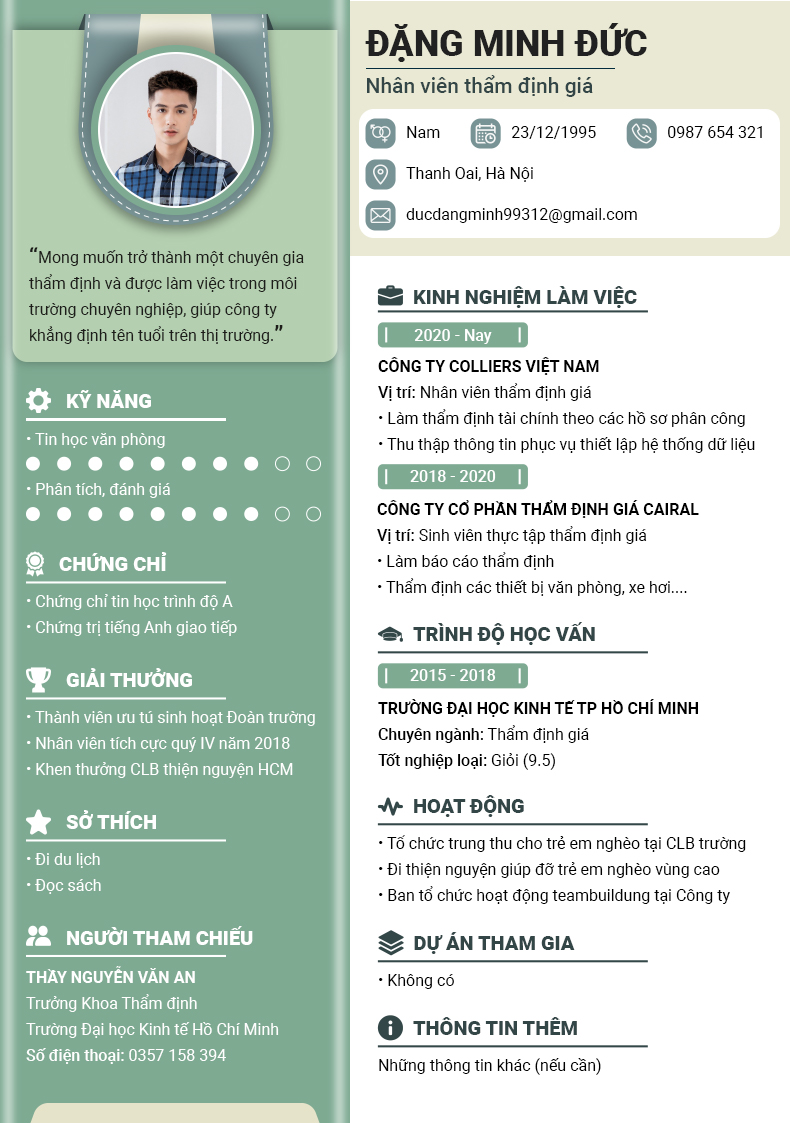 ĐẶNG MINH ĐỨC
Nhân viên thẩm định giá
Nam
23/12/1995
0987 654 321
Thanh Oai, Hà Nội
ducdangminh99312@gmail.com
“Mong muốn trở thành một chuyên gia
thẩm định và được làm việc trong môi
trường chuyên nghiệp, giúp công ty
khẳng định tên tuổi trên thị trường.”
KỸ NĂNG
• Tin học văn phòng
• Phân tích, đánh giá
CHỨNG CHỈ
• Chứng chỉ tin học trình độ A
• Chứng trị tiếng Anh giao tiếp
GIẢI THƯỞNG
• Thành viên ưu tú sinh hoạt Đoàn trường
• Nhân viên tích cực quý IV năm 2018
• Khen thưởng CLB thiện nguyện HCM
SỞ THÍCH
• Đi du lịch
• Đọc sách
NGƯỜI THAM CHIẾU
THẦY NGUYỄN VĂN AN
Trưởng Khoa Thẩm định
Trường Đại học Kinh tế Hồ Chí Minh
Số điện thoại: 0357 158 394
KINH NGHIỆM LÀM VIỆC
2020 - Nay
CÔNG TY COLLIERS VIỆT NAM
Vị trí: Nhân viên thẩm định giá
• Làm thẩm định tài chính theo các hồ sơ phân công
• Thu thập thông tin phục vụ thiết lập hệ thống dữ liệu
2018 - 2020
CÔNG TY CỔ PHẦN THẨM ĐỊNH GIÁ CAIRAL
Vị trí: Sinh viên thực tập thẩm định giá
• Làm báo cáo thẩm định
• Thẩm định các thiết bị văn phòng, xe hơi....
TRÌNH ĐỘ HỌC VẤN
2015 - 2018
TRƯỜNG ĐẠI HỌC KINH TẾ TP HỒ CHÍ MINH
Chuyên ngành: Thẩm định giá
Tốt nghiệp loại: Giỏi (9.5)
HOẠT ĐỘNG
• Tố chức trung thu cho trẻ em nghèo tại CLB trường
• Đi thiện nguyện giúp đỡ trẻ em nghèo vùng cao
• Ban tổ chức hoạt động teambuildung tại Công ty
DỰ ÁN THAM GIA
• Không có
THÔNG TIN THÊM
Những thông tin khác (nếu cần)